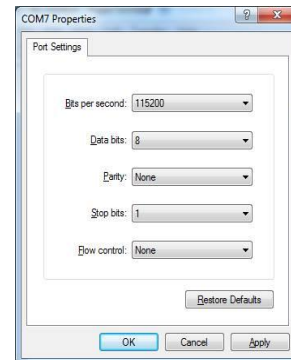 COM7 Properties
Port Settings
Bits per second: 115200
Data bits: 8
Parity: None
Stop bits: 1
Flow control: None
Restore Defaults
OK Cancel Apply